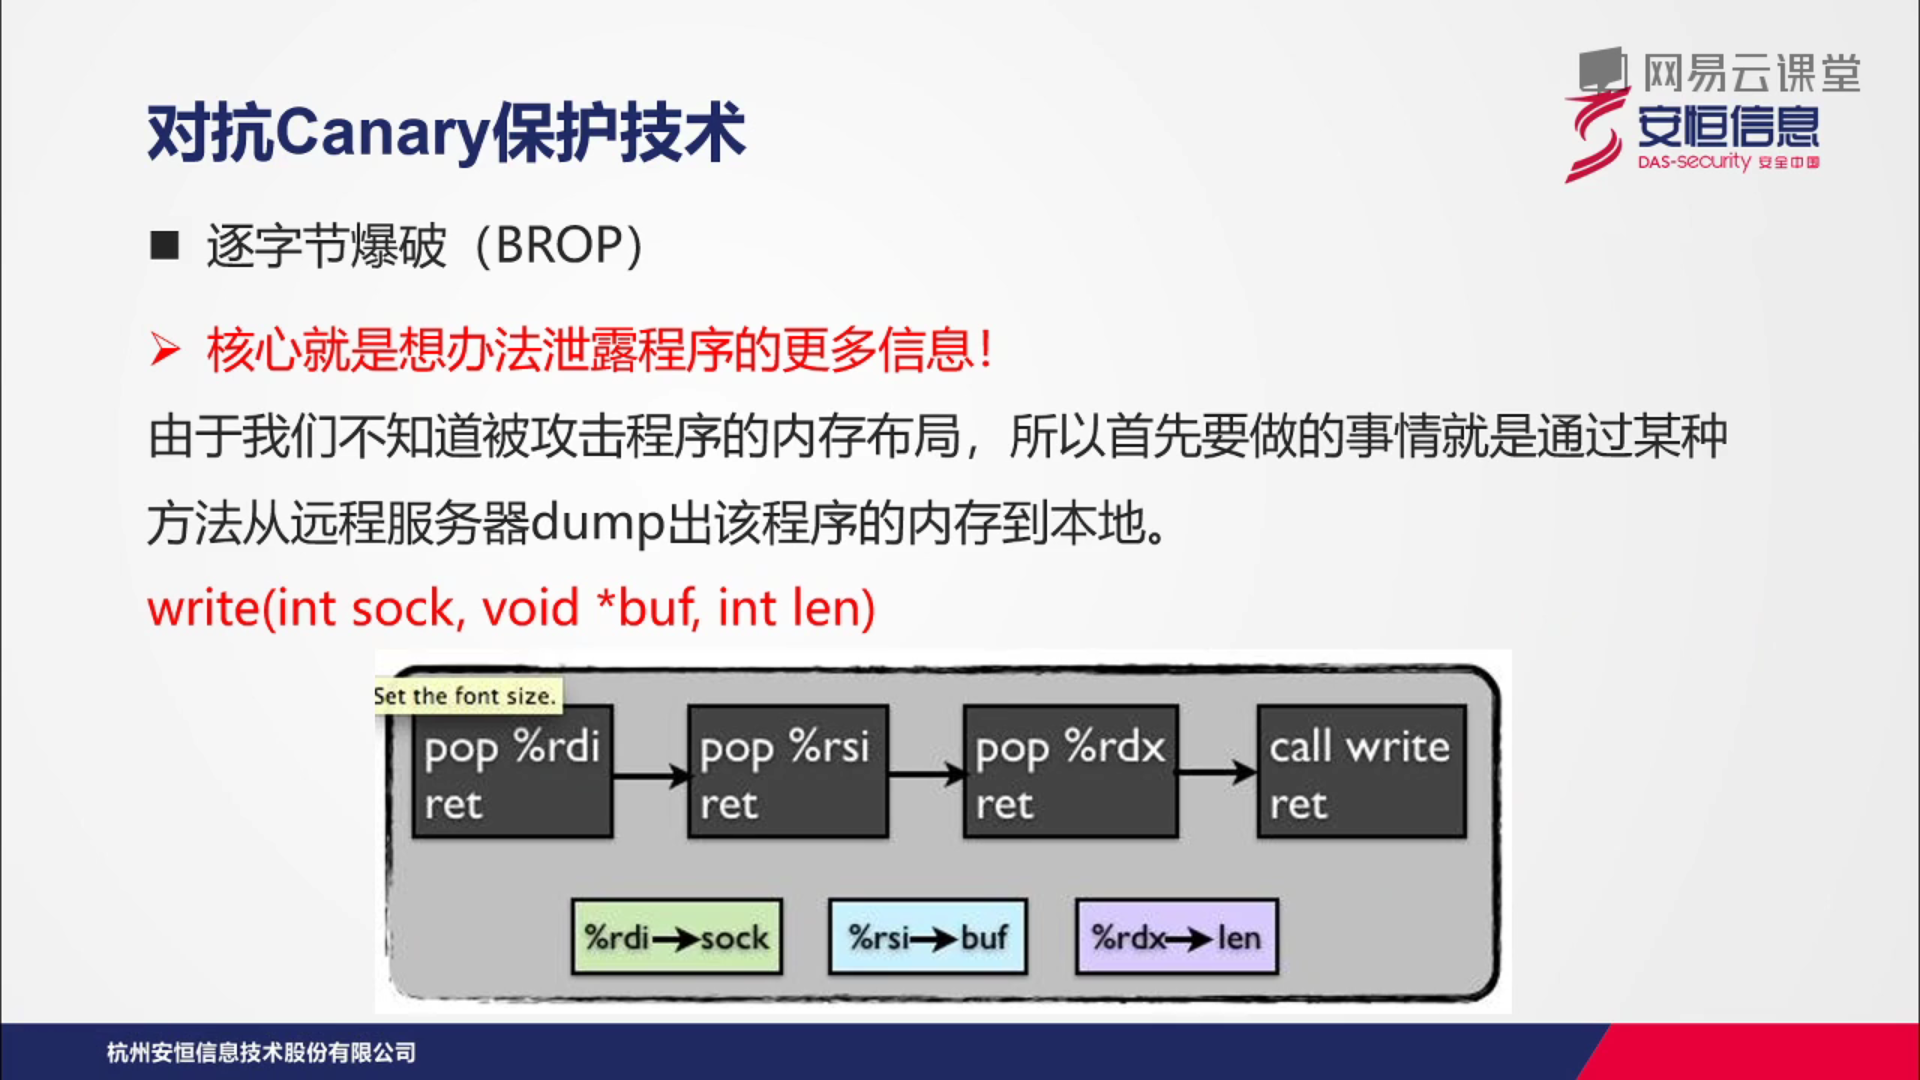 网易云课堂
安恒信息
DAS-security 安全中国
对抗Canary保护技术
■ 逐字节爆破（BROP）
➢ 核心就是想办法泄露程序的更多信息！
由于我们不知道被攻击程序的内存布局，所以首先要做的事情就是通过某种
方法从远程服务器dump出该程序的内存到本地。
write(int sock, void *buf, int len)
Set the font size.
pop %rdi
ret
pop %rsi
ret
pop %rdx
ret
call write
ret
%rdi→sock
%rsi→buf
%rdx→len
杭州安恒信息技术股份有限公司